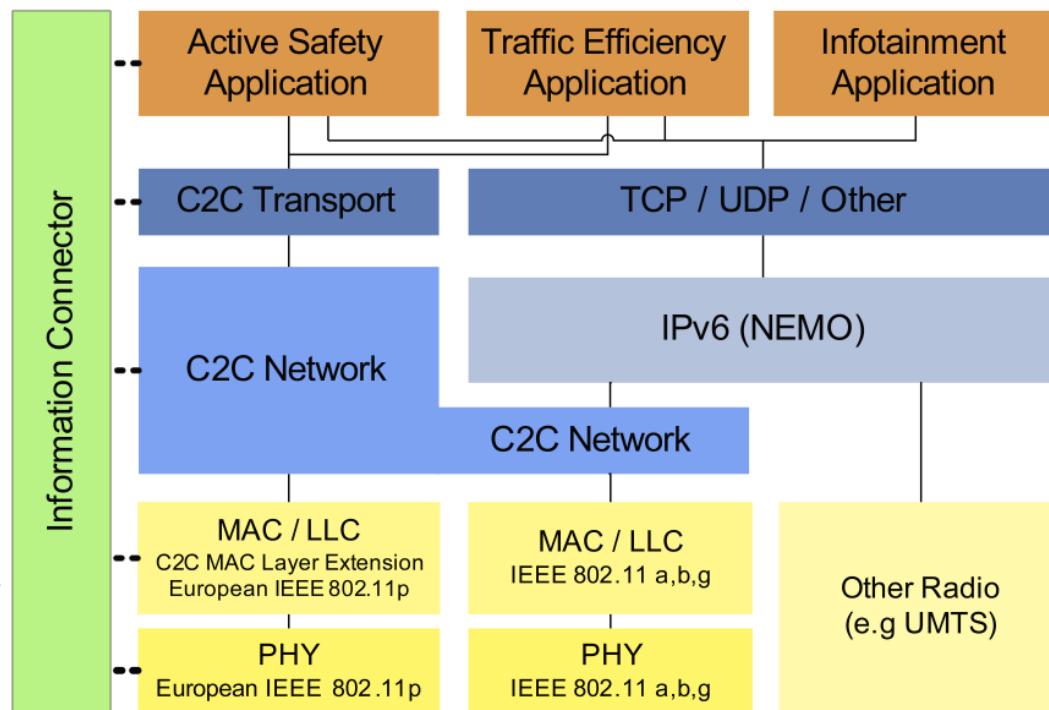 Information Connector
Active Safety
Application
Traffic Efficiency
Application
Infotainment
Application
C2C Transport
TCP / UDP / Other
IPv6 (NEMO)
C2C Network
C2C Network
MAC / LLC
C2C MAC Layer Extension
European IEEE 802.11p
MAC / LLC
IEEE 802.11 a,b,g
Other Radio
(e.g UMTS)
PHY
European IEEE 802.11p
PHY
IEEE 802.11 a,b,g